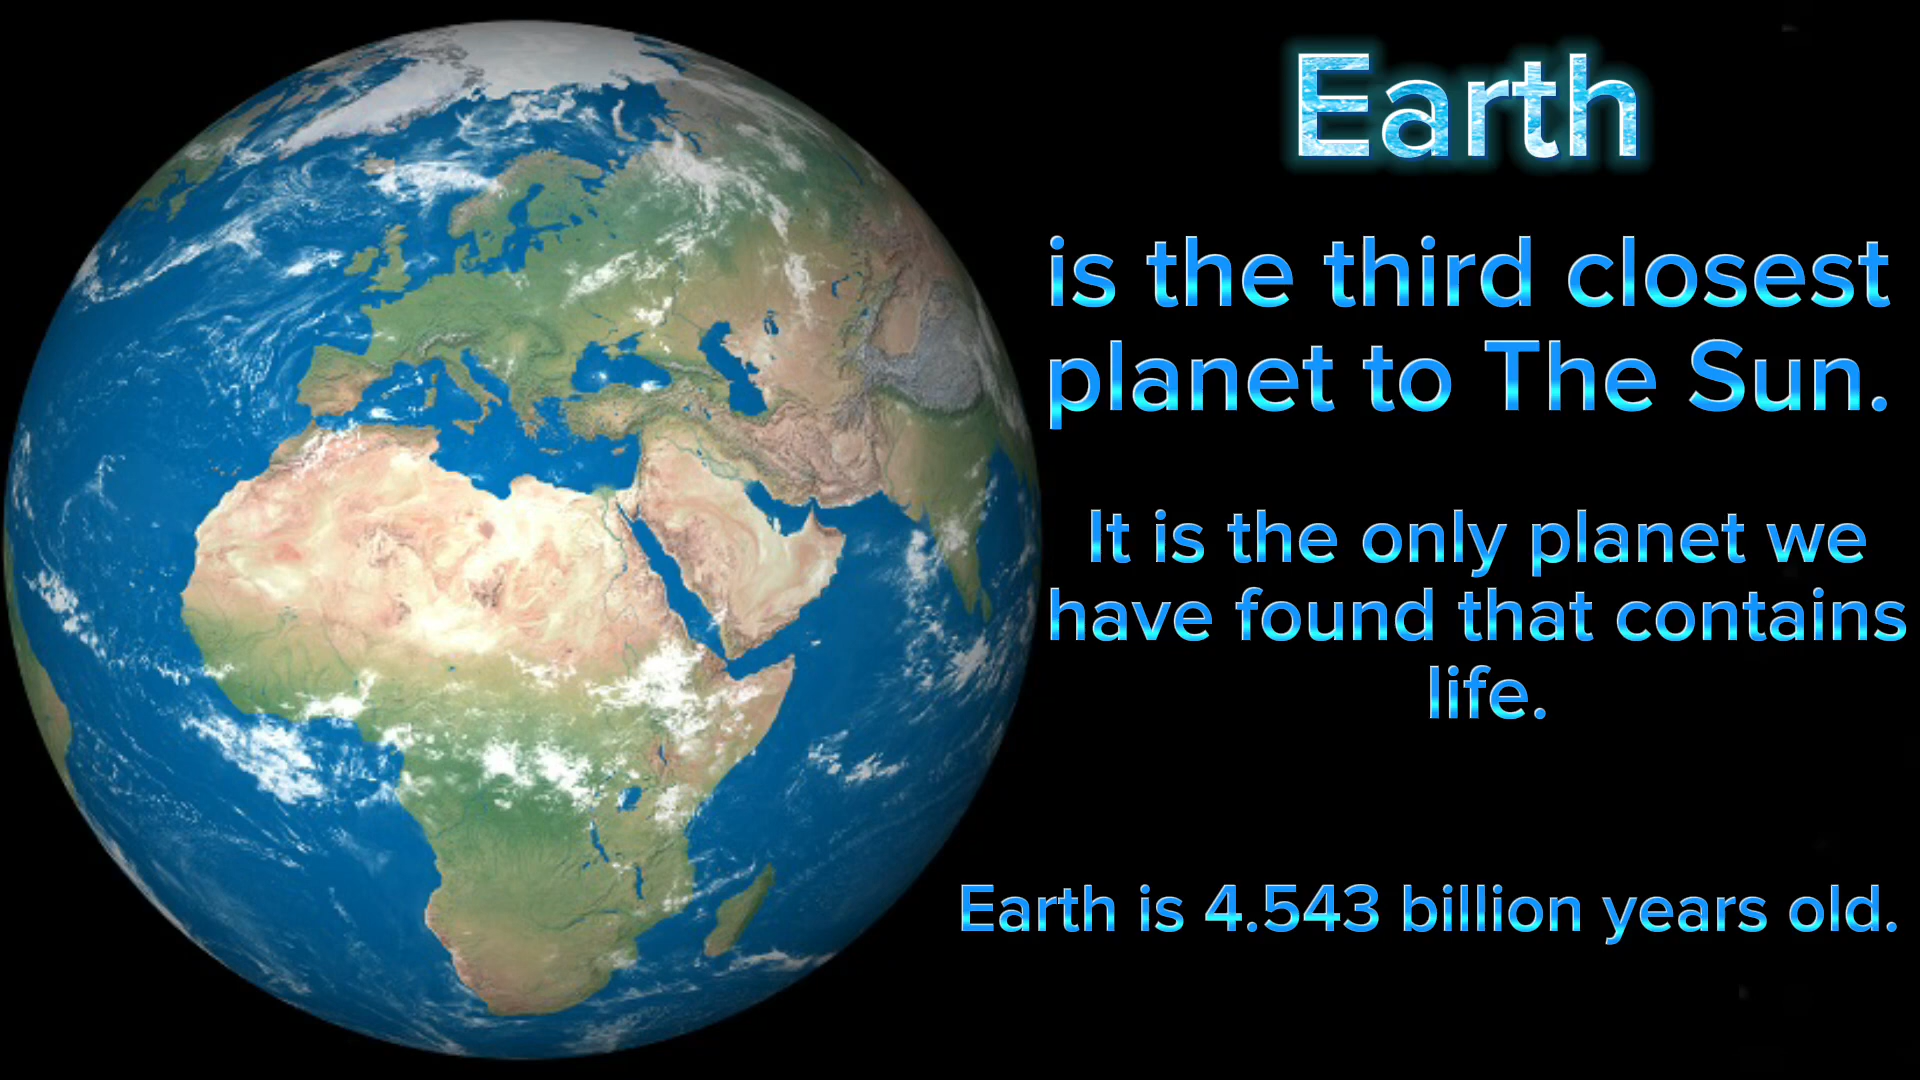 Earth
is the third closest
planet to The Sun.
It is the only planet we
have found that contains
life.
Earth is 4.543 billion years old.